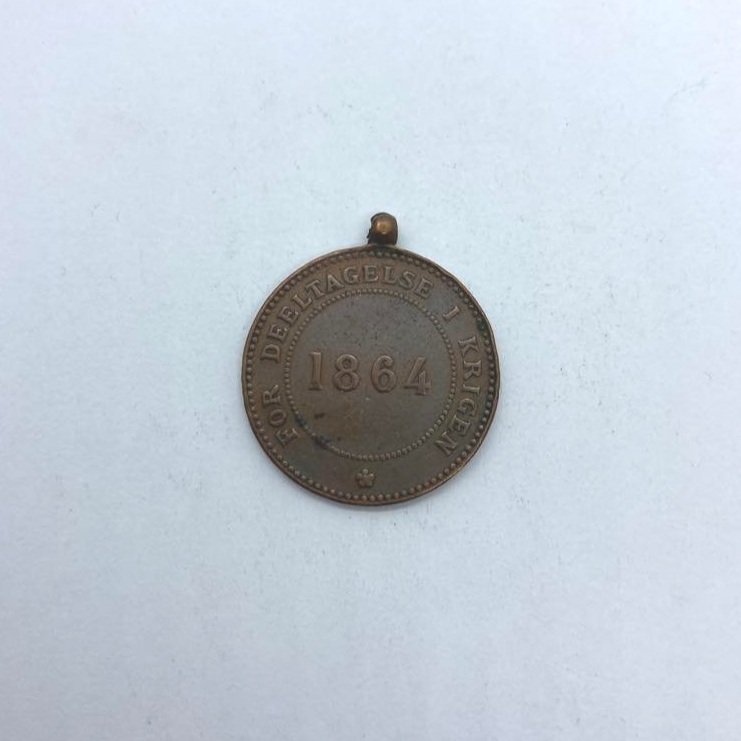 FOR DEELTAGELSE I KRIGEN
1864